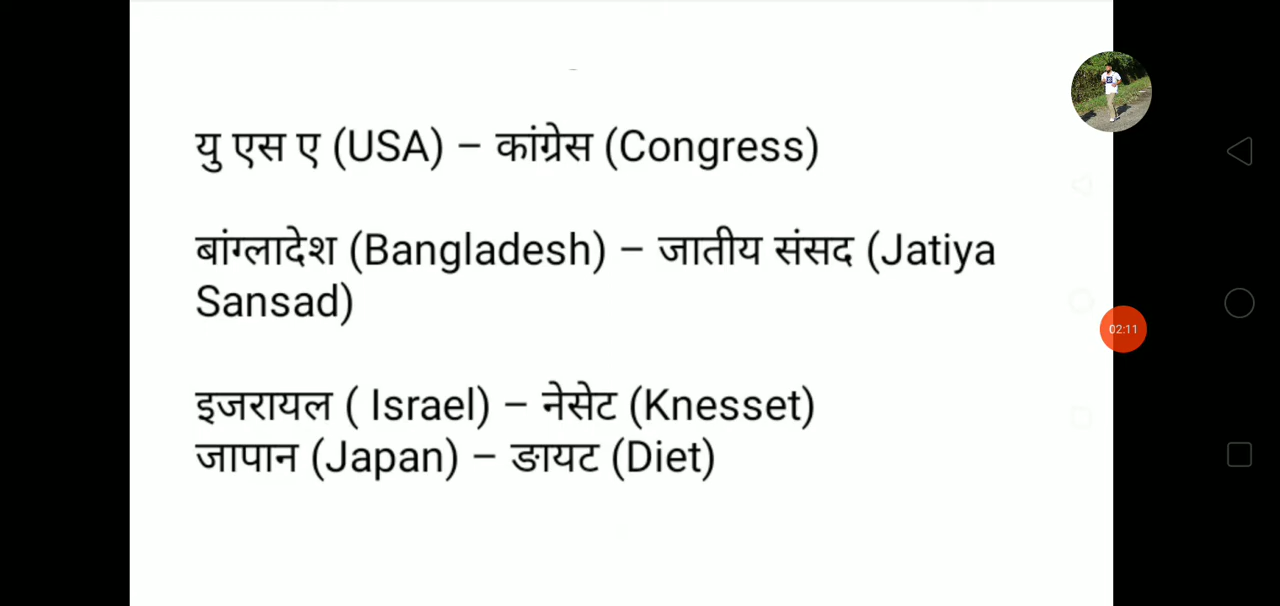 यु एस ए (USA) – कांग्रेस (Congress)
बांग्लादेश (Bangladesh) – जातीय संसद (Jatiya
Sansad)
इजरायल ( Israel) – नेसेट (Knesset)
जापान (Japan) – ङायट (Diet)
02:11